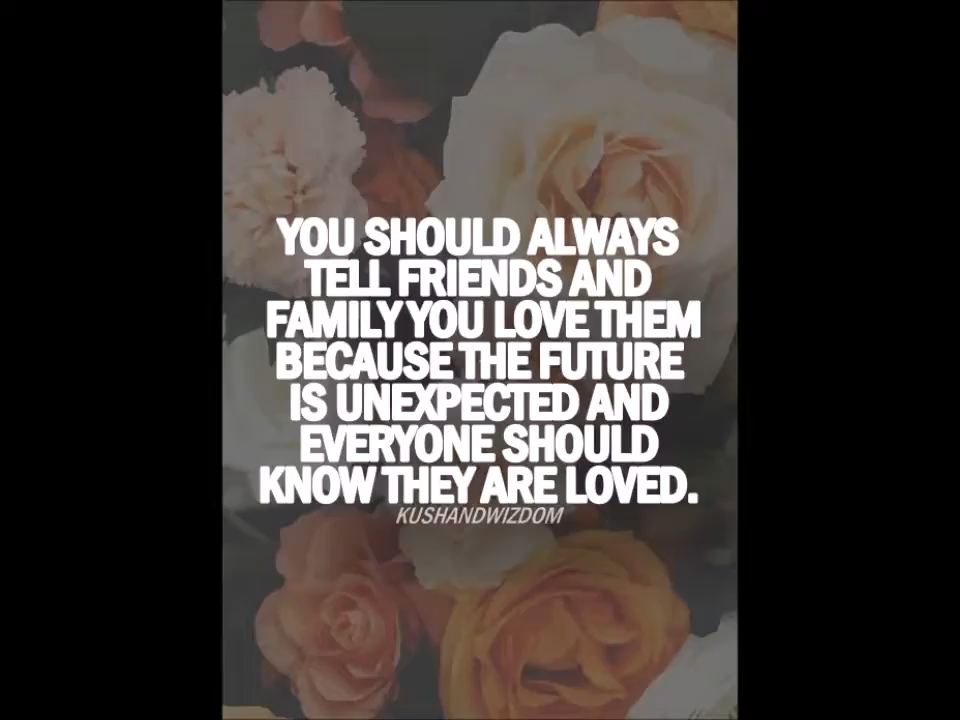 YOU SHOULD ALWAYS
TELL FRIENDS AND
FAMILY YOU LOVE THEM
BECAUSE THE FUTURE
IS UNEXPECTED AND
EVERYONE SHOULD
KNOW THEY ARE LOVED.
KUSHANDWIZDOM